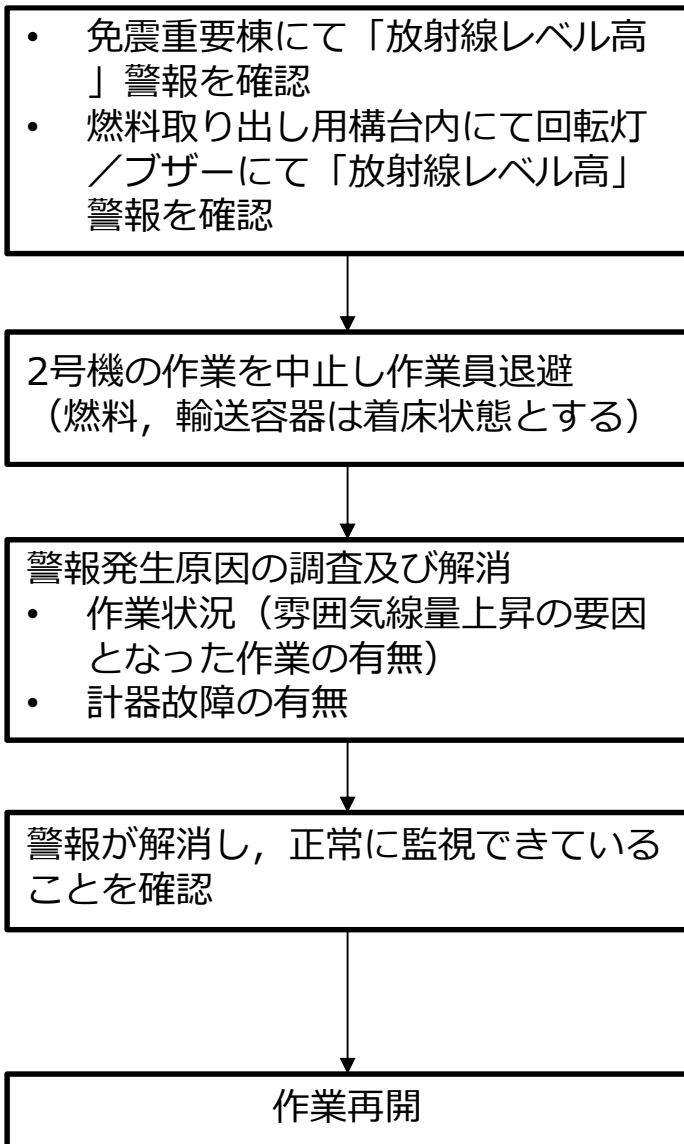 • 免震重要棟にて「放射線レベル高
」警報を確認
• 燃料取り出し用構台内にて回転灯
／ブザーにて「放射線レベル高」
警報を確認
2号機の作業を中止し作業員退避
（燃料，輸送容器は着床状態とする）
警報発生原因の調査及び解消
• 作業状況（雰囲気線量上昇の要因
となった作業の有無）
• 計器故障の有無
警報が解消し，正常に監視できている
ことを確認
作業再開